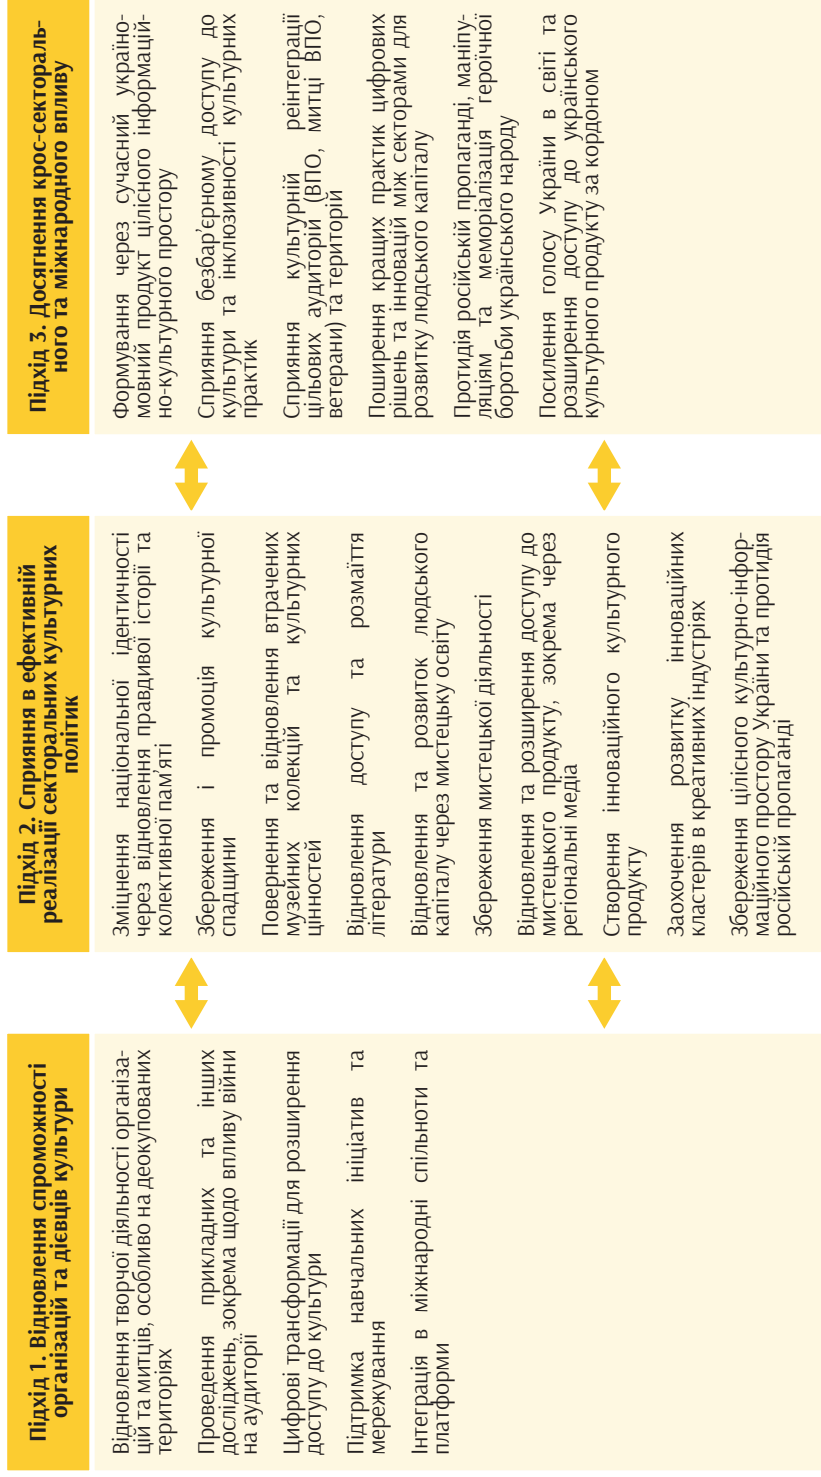 Підхід 1. Відновлення спроможності
організацій та дієвців культури
Відновлення творчої діяльності організа-
цій та митців, особливо на деокупованих
територіях
Проведення прикладних та інших
досліджень, зокрема щодо впливу війни
на аудиторії
Цифрові трансформації для розширення
доступу до культури
Підтримка навчальних ініціатив та
мережування
Інтеграція в міжнародні спільноти та
платформи
Підхід 2. Сприяння в ефективній
реалізації секторальних культурних
політик
Зміцнення національної ідентичності
через відновлення правдивої історії та
колективної пам’яті
Збереження і промоція культурної
спадщини
Повернення та відновлення втрачених
музейних колекцій та культурних
цінностей
Відновлення доступу та розмаїття
літератури
Відновлення та розвиток людського
капіталу через мистецьку освіту
Збереження мистецької діяльності
Відновлення та розширення доступу до
мистецького продукту, зокрема через
регіональні медіа
Створення інноваційного культурного
продукту
Заохочення розвитку інноваційних
кластерів в креативних індустріях
Збереження цілісного культурно-інфор-
маційного простору України та протидія
російській пропаганді
Підхід 3. Досягнення крос-сектораль-
ного та міжнародного впливу
Формування через сучасний україно-
мовний продукт цілісного інформацій-
но-культурного простору
Сприяння безбар’єрному доступу до
культури та інклюзивності культурних
практик
Сприяння культурній реінтеграції
цільових аудиторій (ВПО, митці ВПО,
ветерани) та територій
Поширення кращих практик цифрових
рішень та інновацій між секторами для
розвитку людського капіталу
Протидія російській пропаганді, маніпу-
ляціям та меморіалізація героїчної
боротьби українського народу
Посилення голосу України в світі та
розширення доступу до українського
культурного продукту за кордоном